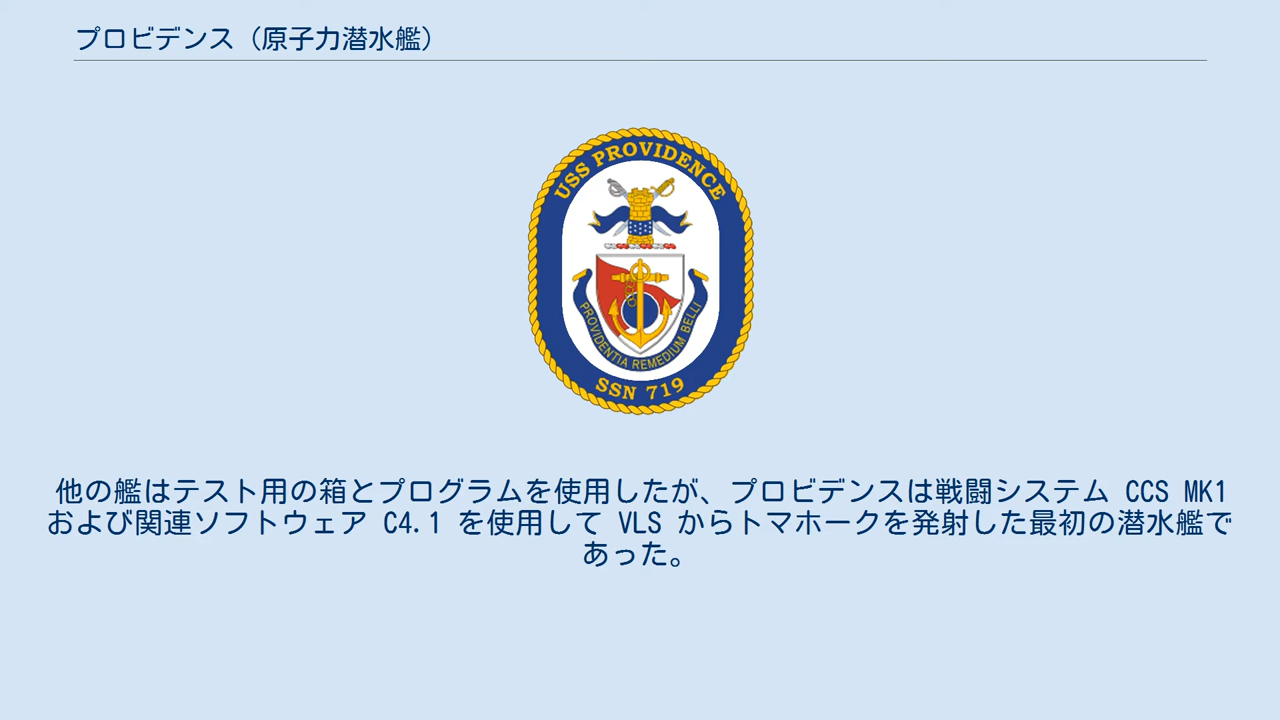 プロビデンス（原子力潜水艦）
USS PROVIDENCE
PROVIDENTIA REMEDIUM BELLI
SSN 719
他の艦はテスト用の箱とプログラムを使用したが、プロビデンスは戦闘システム CCS MK1
および関連ソフトウェア C4.1 を使用して VLS からトマホークを発射した最初の潜水艦で
あった。